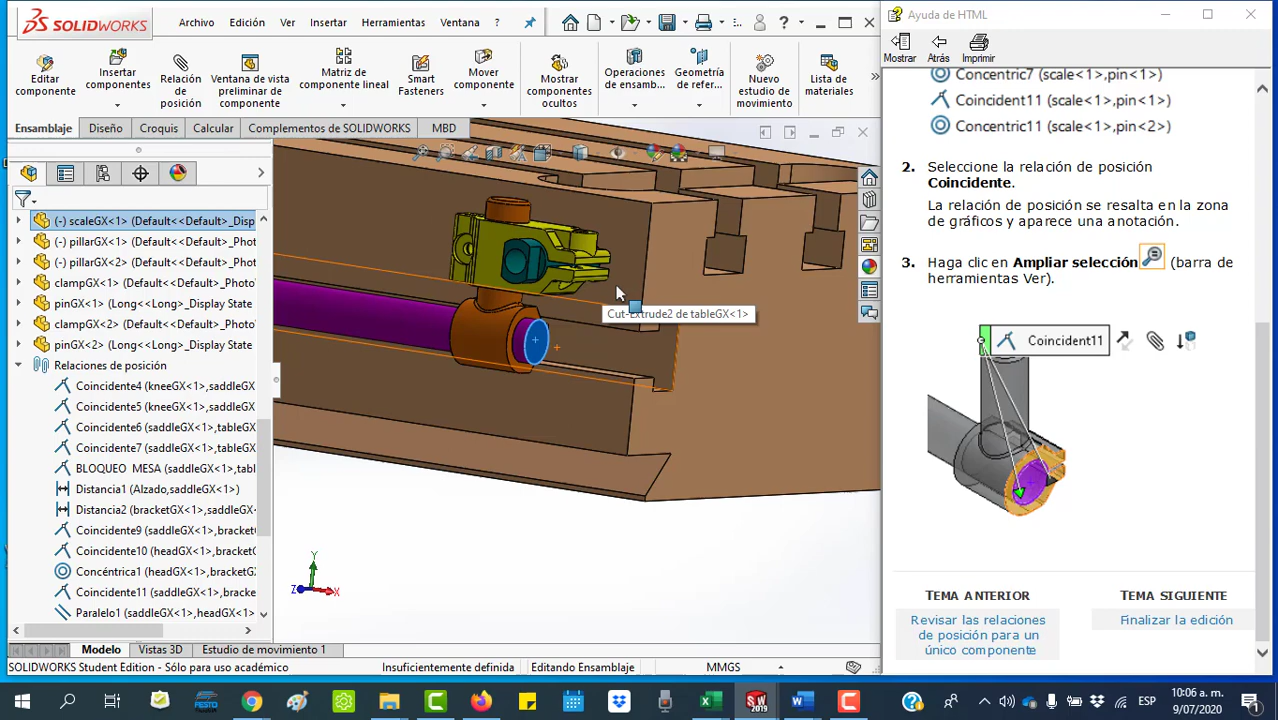 SOLIDWORKS
Archivo Edición Ver Insertar Herramientas Ventana ?
Editar componente
Insertar componentes
Relación de posición
Ventana de vista preliminar de componente
Matriz de componente lineal
Smart Fasteners
Mover componente
Mostrar componentes ocultos
Operaciones de ensamb...
Geometría de refer...
Nuevo estudio de movimiento
Lista de materiales
Ensamblaje Diseño Croquis Calcular Complementos de SOLIDWORKS MBD
(-) scaleGX<1> (Default<<Default>_Disp
(-) pillarGX<1> (Default<<Default>_Phot
(-) pillarGX<2> (Default<<Default>_Phot
clampGX<1> (Default<<Default>_Photo
pinGX<1> (Long<<Long>_Display State
clampGX<2> (Default<<Default>_Photo
pinGX<2> (Long<<Long>_Display State
Relaciones de posición
Coincidente4 (kneeGX<1>,saddleGX
Coincidente5 (kneeGX<1>,saddleGX
Coincidente6 (saddleGX<1>,tableGX
Coincidente7 (saddleGX<1>,tableGX
BLOQUEO MESA (saddleGX<1>,tabl
Distancia1 (Alzado,saddleGX<1>)
Distancia2 (bracketGX<1>,saddleGX
Coincidente9 (saddleGX<1>,bracket
Coincidente10 (headGX<1>,bracketG
Concéntrica1 (headGX<1>,bracketG
Coincidente11 (saddleGX<1>,bracke
Paralelo1 (saddleGX<1>,headGX<1>
Cut-Extrude2 de tableGX<1>
Y
Z
X
Modelo Vistas 3D Estudio de movimiento 1
SOLIDWORKS Student Edition - Sólo para uso académico Insuficientemente definida Editando Ensamblaje MMGS
Ayuda de HTML
Mostrar Atrás Imprimir
Concentric7 (scale<1>,pin<1>)
Coincident11 (scale<1>,pin<1>)
Concentric11 (scale<1>,pin<2>)
2. Seleccione la relación de posición
Coincidente.
La relación de posición se resalta en la zona
de gráficos y aparece una anotación.
3. Haga clic en Ampliar selección (barra de
herramientas Ver).
Coincident11
TEMA ANTERIOR
Revisar las relaciones
de posición para un
único componente
TEMA SIGUIENTE
Finalizar la edición
FESTO
SW
2019
ESP
10:06 a. m.
9/07/2020